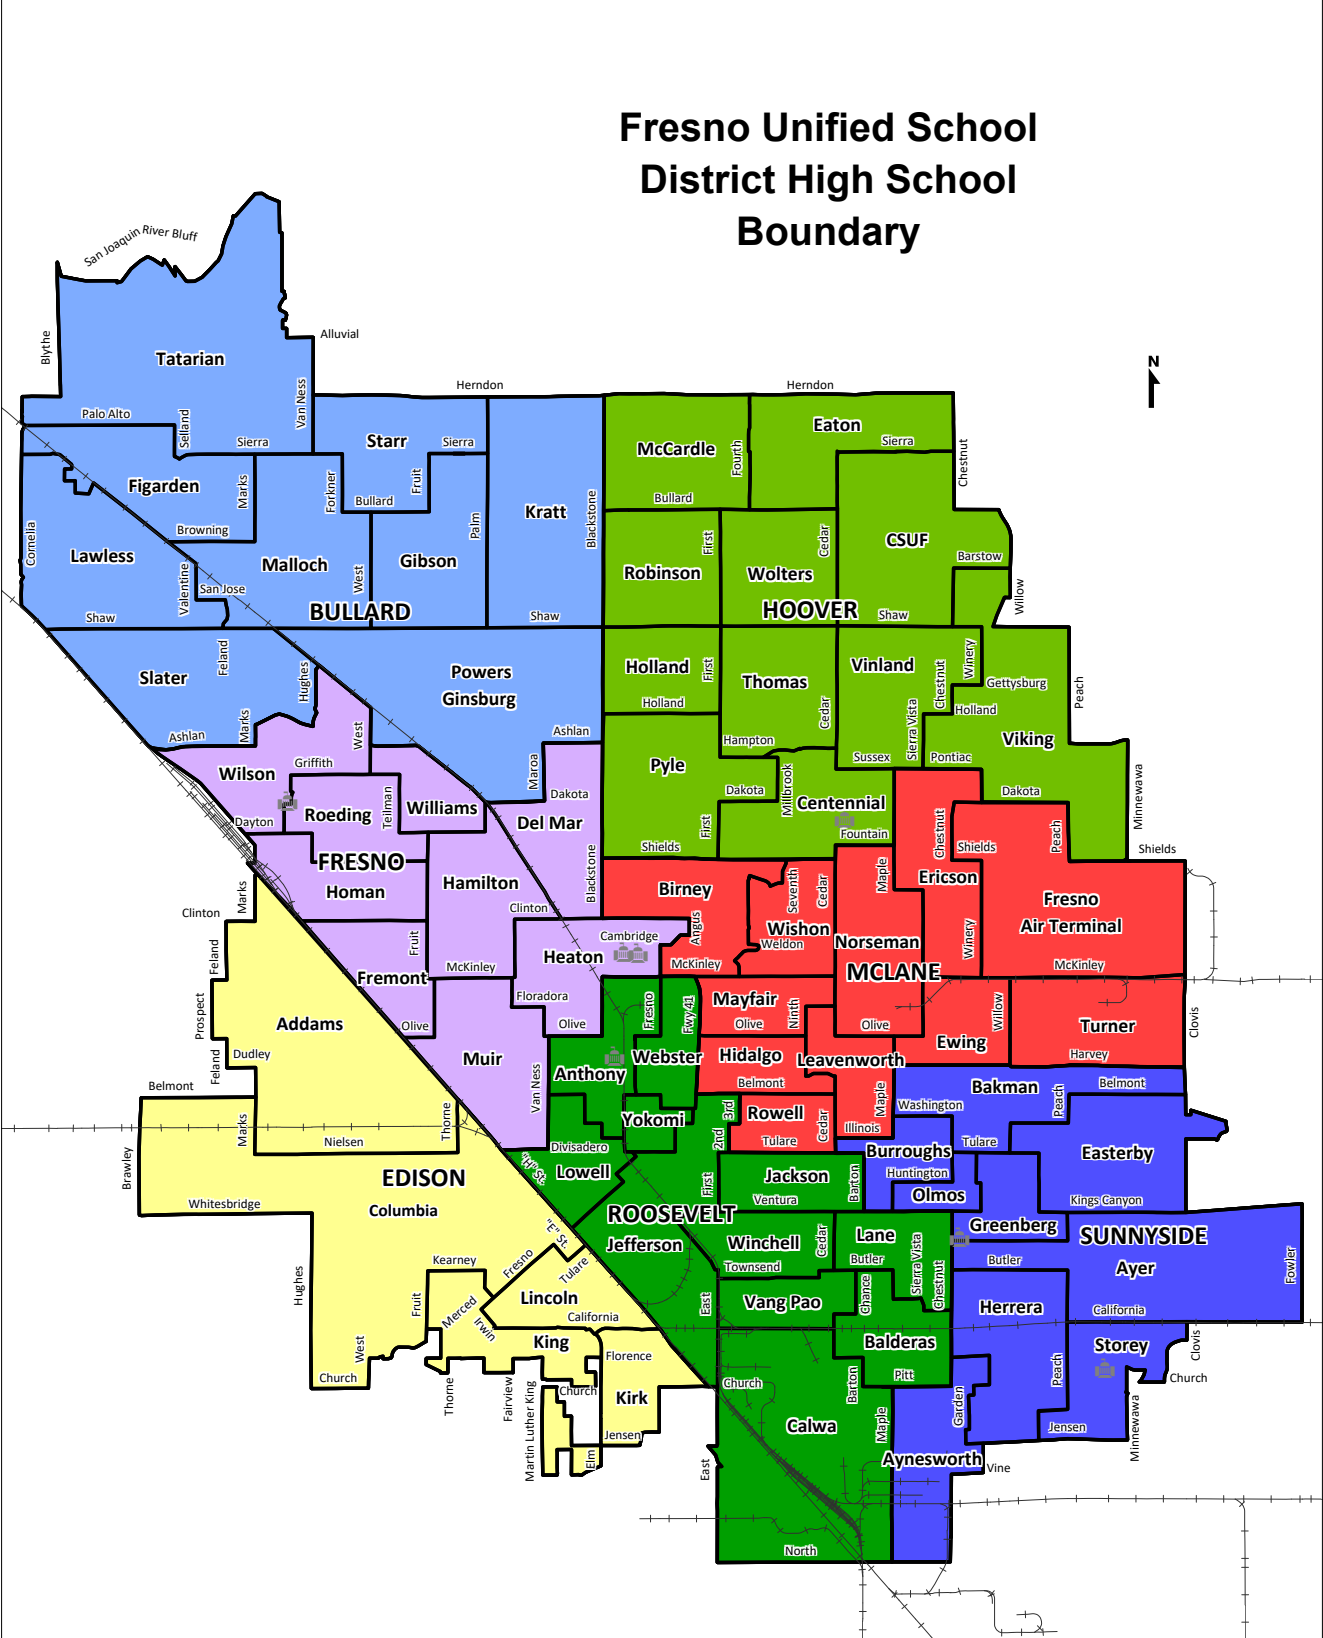 Fresno Unified School
District High School
Boundary
San Joaquin River Bluff
N
Blythe
Alluvial
Tatarian
Van Ness
Herndon
Herndon
Palo Alto
Selland
Sierra
Starr
Sierra
McCardle
Fourth
Eaton
Sierra
Chestnut
Figarden
Marks
Forkner
Bullard
Fruit
Palm
Kratt
Blackstone
Bullard
Cornelia
Browning
Lawless
Malloch
West
Gibson
Robinson
First
Wolters
Cedar
CSUF
Barstow
Valentine
San Jose
BULLARD
HOOVER
Willow
Shaw
Shaw
Shaw
Slater
Feland
Hughes
Powers
Ginsburg
Holland
First
Holland
Thomas
Cedar
Vinland
Chestnut
Winery
Gettysburg
Peach
Holland
Sierra Vista
Viking
Ashlan
Marks
West
Ashlan
Hampton
Sussex
Pontiac
Wilson
Griffith
Maroa
Dakota
Pyle
Dakota
Millbrook
Centennial
Dakota
Minnewawa
Roeding
Teilman
Williams
Del Mar
Dayton
First
Shields
Fountain
Chestnut
Shields
Peach
Shields
FRESNO
Homan
Hamilton
Blackstone
Birney
Seventh
Cedar
Maple
Ericson
Fresno
Air Terminal
Marks
Clinton
Clinton
Fruit
Cambridge
Angus
Wishon
Weldon
Norseman
Winery
Feland
Heaton
McKinley
McKinley
MCLANE
McKinley
Fremont
Prospect
Floradora
Fresno
Fwy 41
Mayfair
Ninth
Olive
Olive
Olive
Olive
Willow
Turner
Clovis
Addams
Feland
Dudley
Muir
Webster
Hidalgo
Leavenworth
Ewing
Harvey
Belmont
Van Ness
Anthony
Belmont
Maple
Bakman
Belmont
Washington
Peach
Marks
Nielsen
Thorne
Yokomi
3rd
2nd
Rowell
Tulare
Cedar
Illinois
Tulare
Brawley
Divisadero
"H" St.
Lowell
Burroughs
Huntington
Easterby
EDISON
Columbia
Whitesbridge
First
Jackson
Ventura
Barton
Olmos
Kings Canyon
ROOSEVELT
Jefferson
Greenberg
SUNNYSIDE
"E" St.
Winchell
Cedar
Townsend
Lane
Butler
Sierra Vista
Chestnut
Butler
Ayer
Fowler
Hughes
Kearney
Fruit
Fresno
Tulare
Merced
Irwin
Lincoln
California
East
Vang Pao
Chance
Herrera
California
West
King
Florence
Balderas
Pitt
Storey
Clovis
Church
Thorne
Fairview
Martin Luther King
Church
Kirk
Church
Barton
Peach
Church
Garden
Minnewawa
Calwa
Maple
Jensen
Jensen
Elm
East
Aynesworth
Vine
North